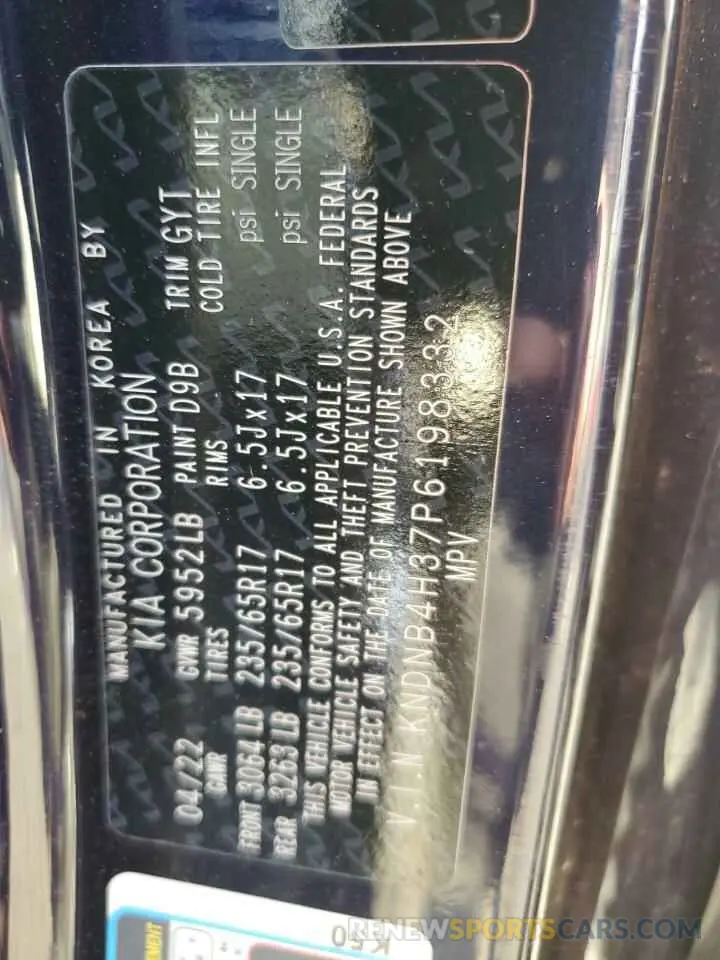 MANUFACTURED IN KOREA BY
KIA CORPORATION
04/22 GVWR 5952LB PAINT D9B TRIM GYT
GAWR TIRES RIMS COLD TIRE INFL
FRONT 3064LB 235/65R17 6.5Jx17 psi SINGLE
REAR 3263LB 235/65R17 6.5Jx17 psi SINGLE
THIS VEHICLE CONFORMS TO ALL APPLICABLE U.S.A. FEDERAL
MOTOR VEHICLE SAFETY AND THEFT PREVENTION STANDARDS
IN EFFECT ON THE DATE OF MANUFACTURE SHOWN ABOVE
V.I.N KNDNB4H37P6198332
MPV
RENEWSPORTSCARS.COM